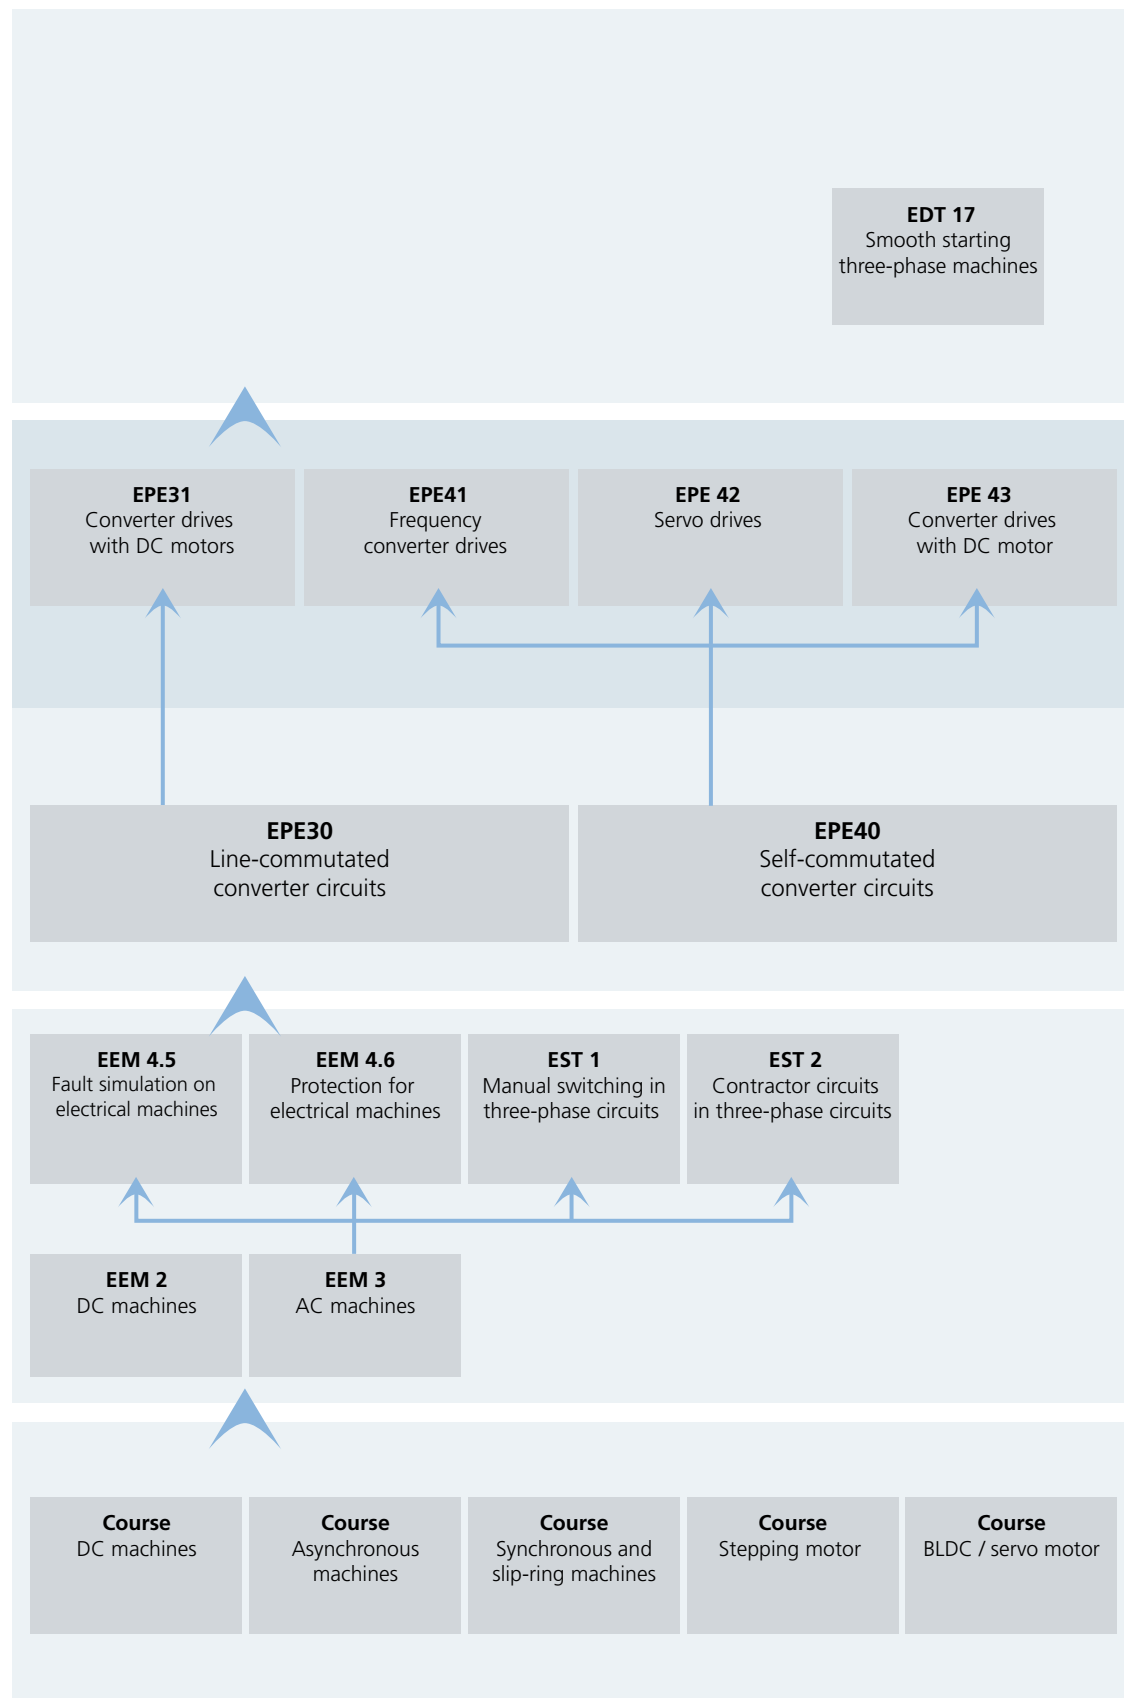 EDT 17
Smooth starting
three-phase machines
EPE31
Converter drives
with DC motors
EPE41
Frequency
converter drives
EPE 42
Servo drives
EPE 43
Converter drives
with DC motor
EPE30
Line-commutated
converter circuits
EPE40
Self-commutated
converter circuits
EEM 4.5
Fault simulation on
electrical machines
EEM 4.6
Protection for
electrical machines
EST 1
Manual switching in
three-phase circuits
EST 2
Contractor circuits
in three-phase circuits
EEM 2
DC machines
EEM 3
AC machines
Course
DC machines
Course
Asynchronous
machines
Course
Synchronous and
slip-ring machines
Course
Stepping motor
Course
BLDC / servo motor